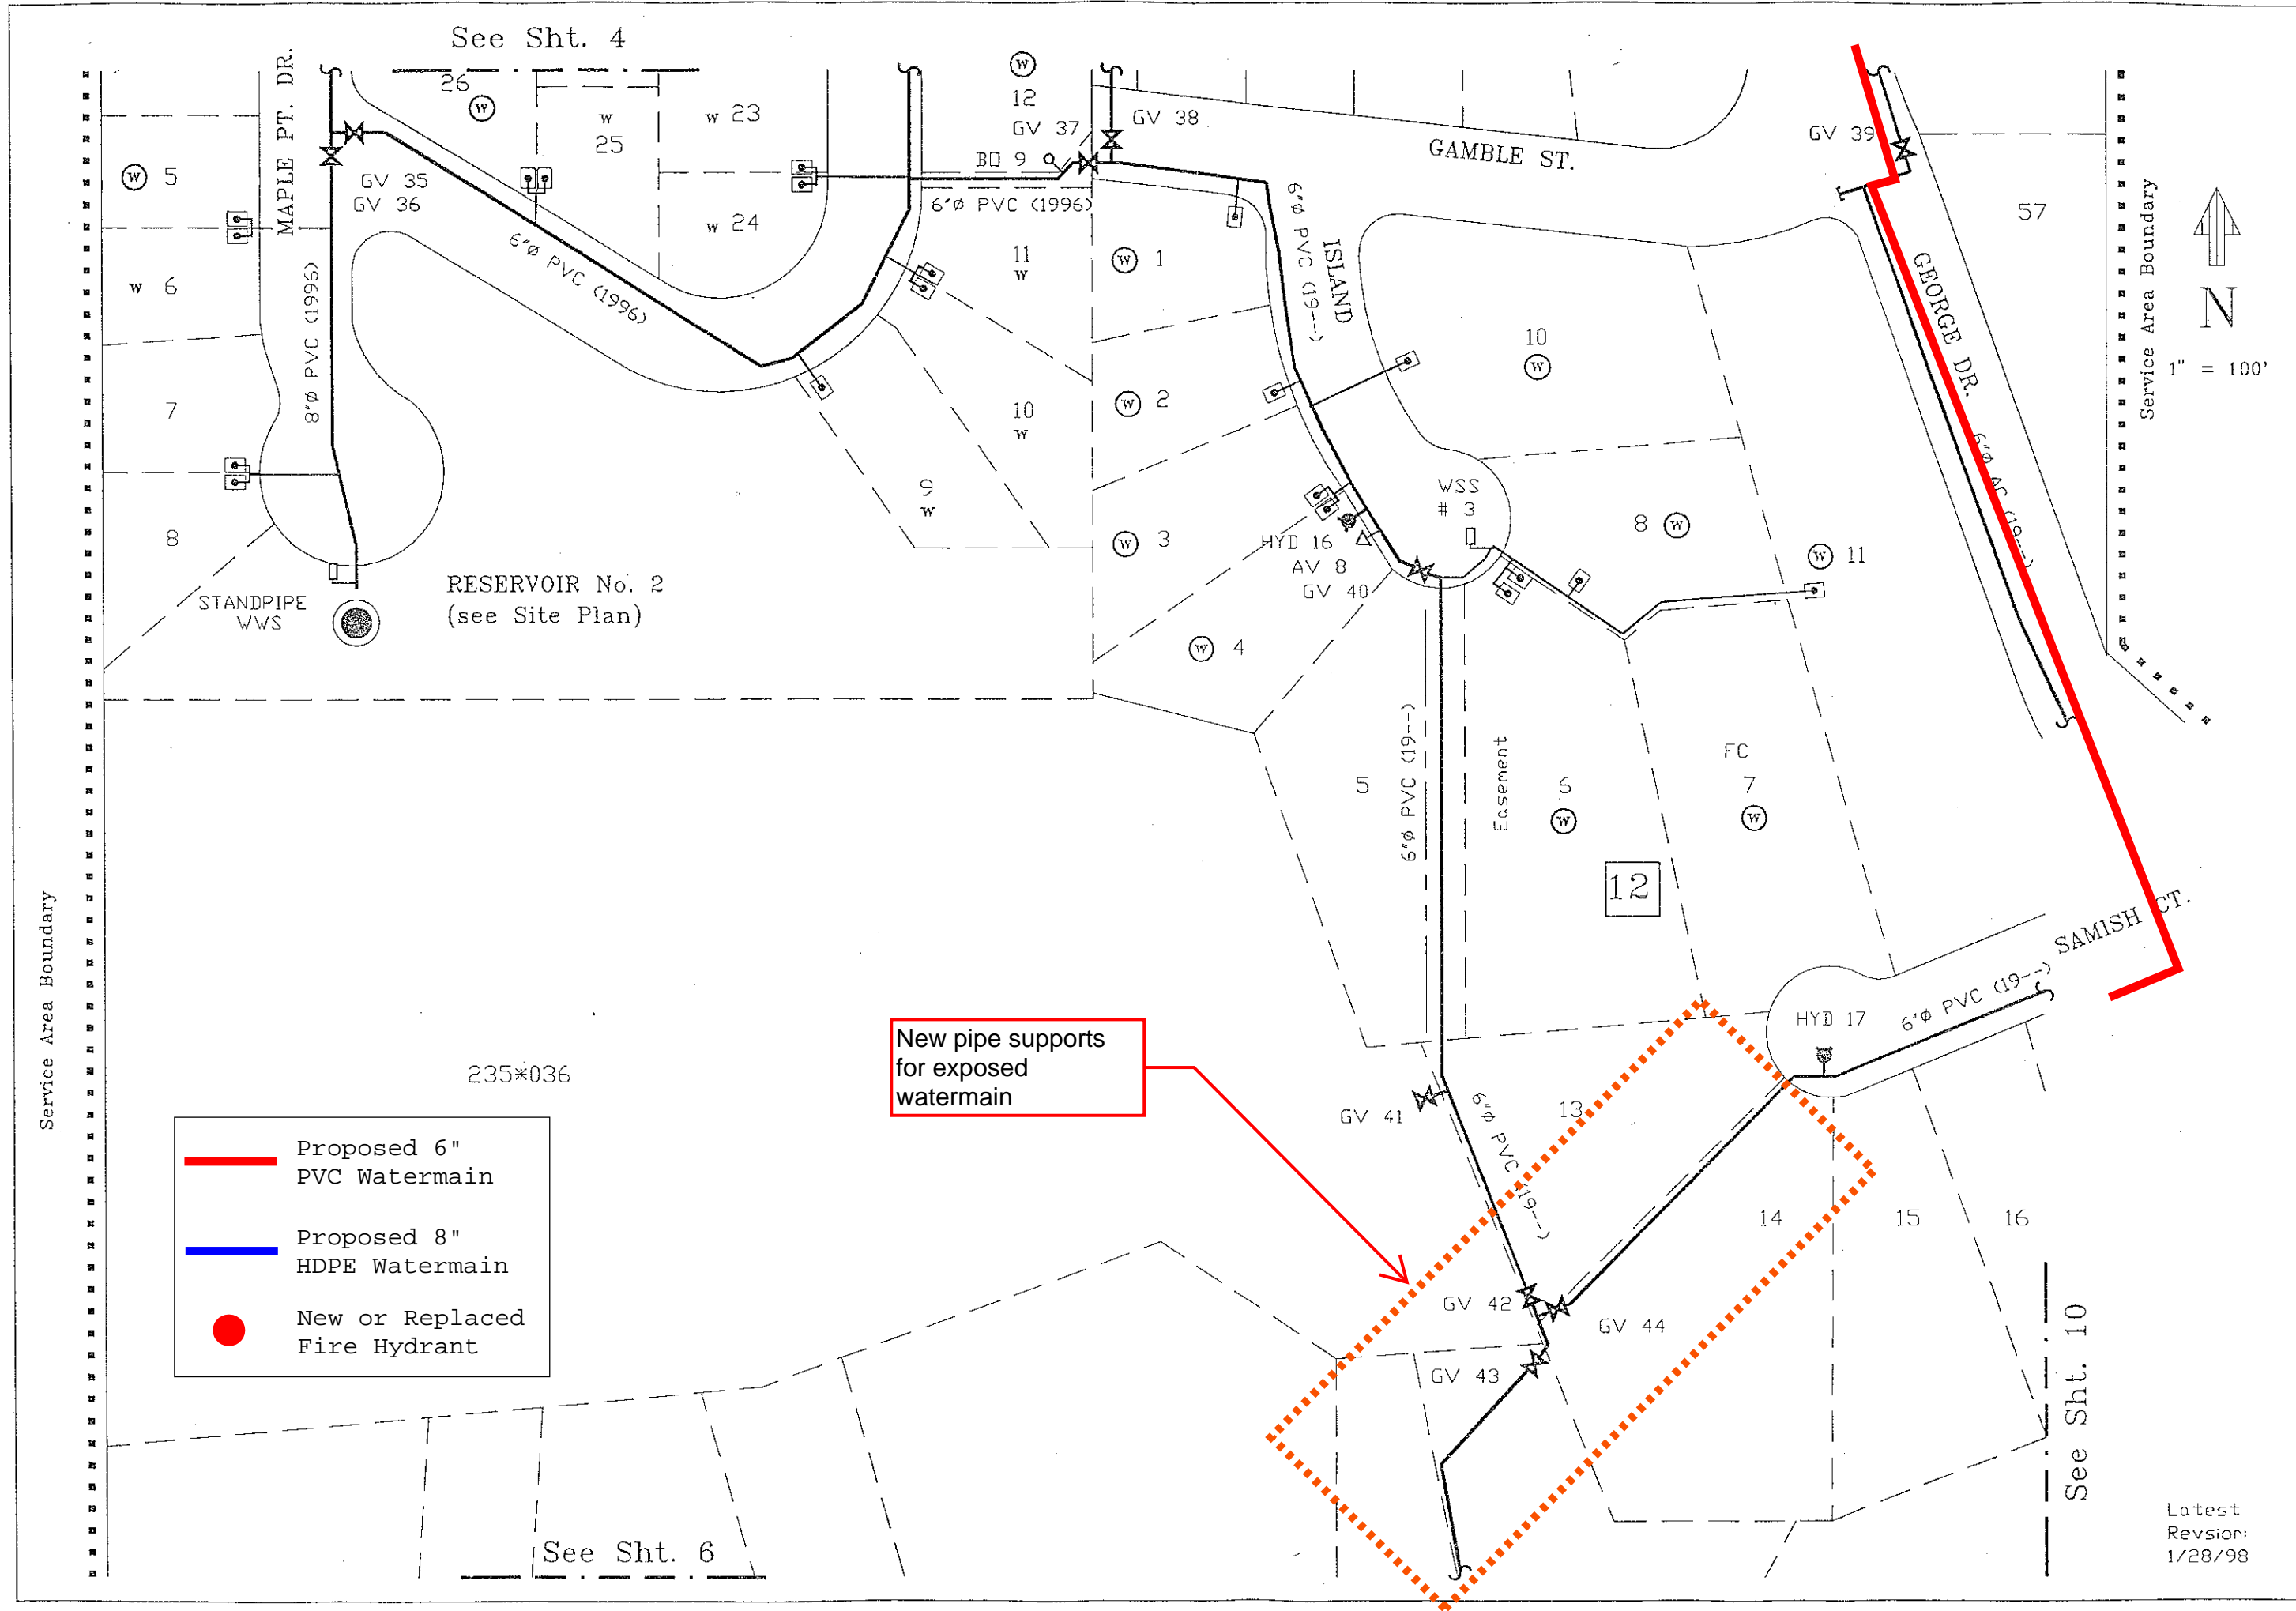 See Sht. 4
MAPLE PT. DR.
26
w
w
25
w 23
w 24
w
12
GV 37
GV 38
BO 9
GAMBLE ST.
GV 39
57
w 5
w 6
7
8
GV 35
GV 36
8"ø PVC (1996)
6"ø PVC (1996)
6"ø PVC (1996)
11
w
10
w
9
w
w 1
w 2
w 3
w 4
6"ø PVC (19--)
ISLAND
10
w
GEORGE DR.
6"ø AC (19--)
Service Area Boundary
N
1" = 100'
WSS
# 3
8 w
w 11
HYD 16
AV 8
GV 40
STANDPIPE
WWS
RESERVOIR No. 2
(see Site Plan)
6"ø PVC (19--)
Easement
5
6
w
FC
7
w
12
SAMISH CT.
6"ø PVC (19--)
HYD 17
Service Area Boundary
235*036
New pipe supports
for exposed
watermain
GV 41
6"ø PVC (19--)
13
14
15
16
GV 42
GV 44
GV 43
Proposed 6"
PVC Watermain
Proposed 8"
HDPE Watermain
New or Replaced
Fire Hydrant
See Sht. 6
See Sht. 10
Latest
Revsion:
1/28/98